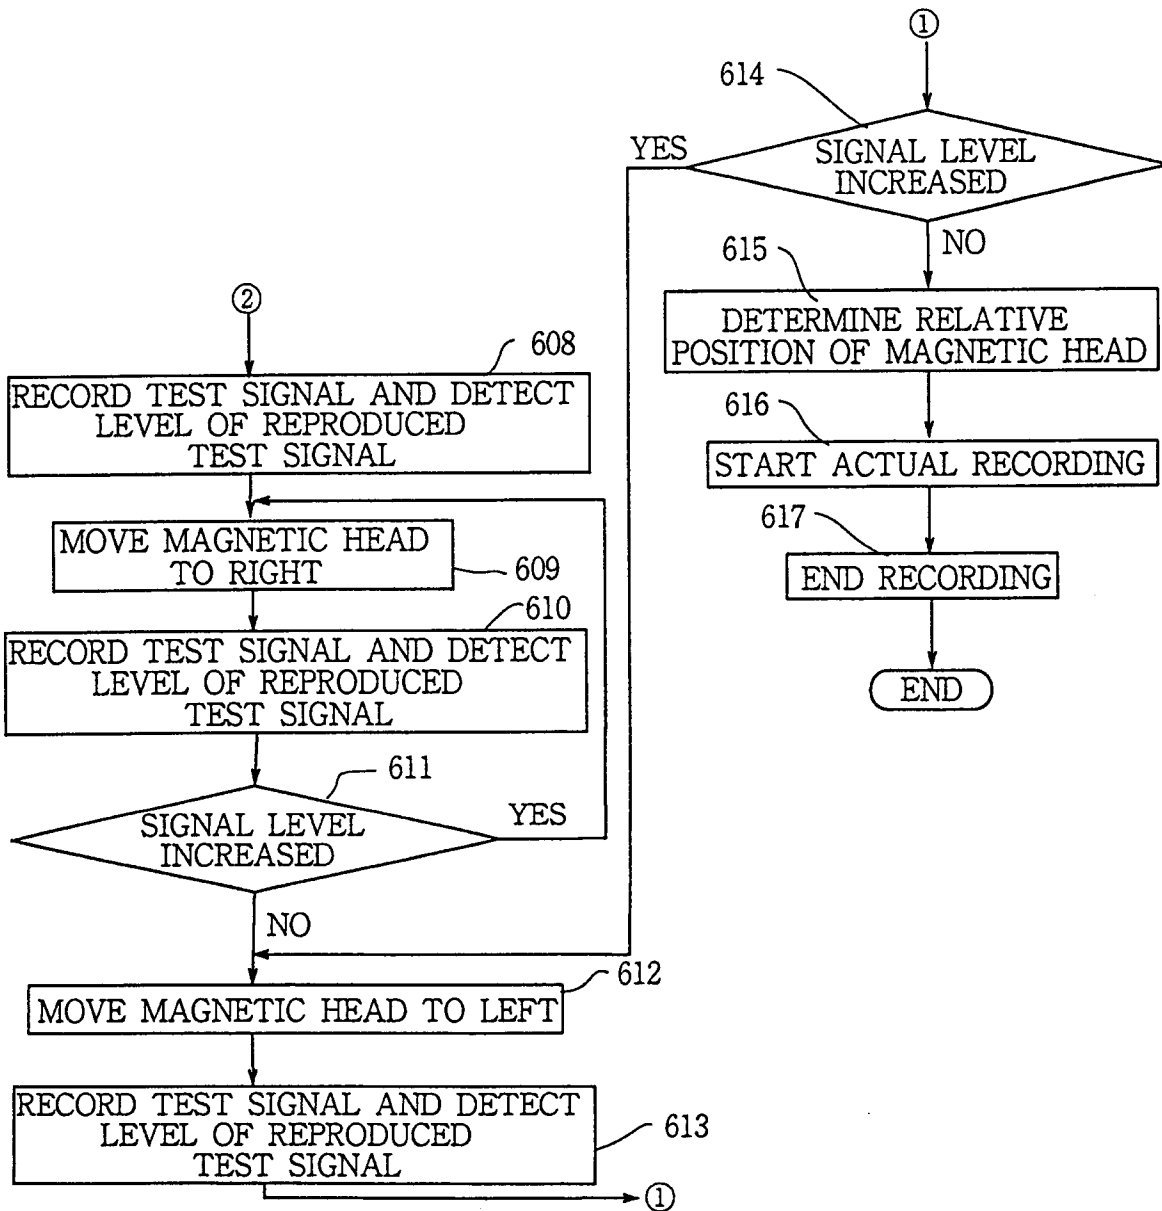 ②
608
RECORD TEST SIGNAL AND DETECT
LEVEL OF REPRODUCED
TEST SIGNAL
MOVE MAGNETIC HEAD
TO RIGHT
609
610
RECORD TEST SIGNAL AND DETECT
LEVEL OF REPRODUCED
TEST SIGNAL
611
SIGNAL LEVEL
INCREASED
YES
NO
612
MOVE MAGNETIC HEAD TO LEFT
RECORD TEST SIGNAL AND DETECT
LEVEL OF REPRODUCED
TEST SIGNAL
613
①
①
614
YES
SIGNAL LEVEL
INCREASED
NO
615
DETERMINE RELATIVE
POSITION OF MAGNETIC HEAD
616
START ACTUAL RECORDING
617
END RECORDING
END